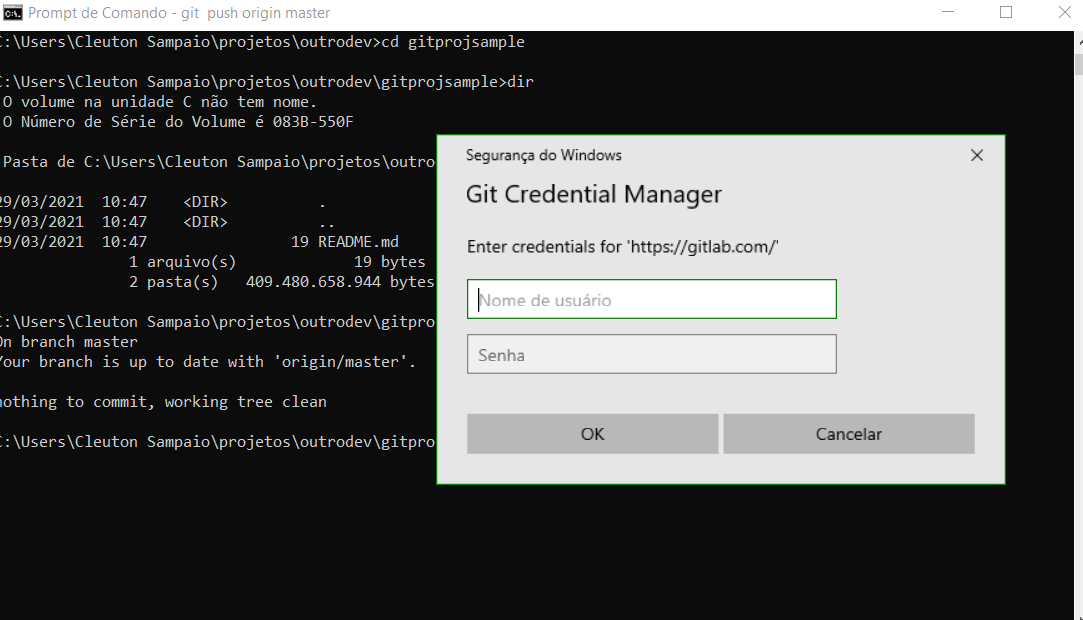 Prompt de Comando - git  push origin master
C:\Users\Cleuton Sampaio\projetos\outrodev>cd gitprojsample
C:\Users\Cleuton Sampaio\projetos\outrodev\gitprojsample>dir
O volume na unidade C não tem nome.
O Número de Série do Volume é 083B-550F
Pasta de C:\Users\Cleuton Sampaio\projetos\outro
29/03/2021  10:47    <DIR>          .
29/03/2021  10:47    <DIR>          ..
29/03/2021  10:47                19 README.md
1 arquivo(s)             19 bytes
2 pasta(s)   409.480.658.944 bytes
C:\Users\Cleuton Sampaio\projetos\outrodev\gitpro
On branch master
Your branch is up to date with 'origin/master'.
nothing to commit, working tree clean
C:\Users\Cleuton Sampaio\projetos\outrodev\gitpro
Segurança do Windows
Git Credential Manager
Enter credentials for 'https://gitlab.com/'
Nome de usuário
Senha
OK
Cancelar